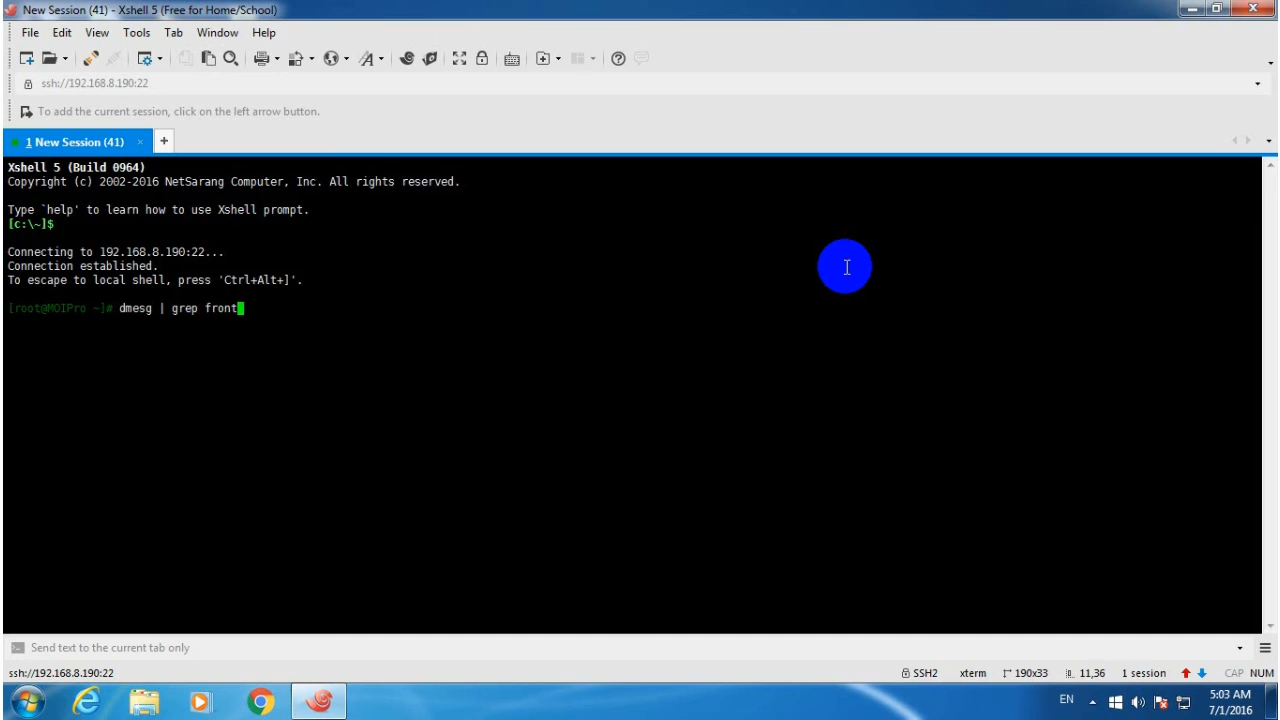 New Session (41) - Xshell 5 (Free for Home/School)
File Edit View Tools Tab Window Help
ssh://192.168.8.190:22
To add the current session, click on the left arrow button.
1 New Session (41)
Xshell 5 (Build 0964)
Copyright (c) 2002-2016 NetSarang Computer, Inc. All rights reserved.
Type `help' to learn how to use Xshell prompt.
[c:\~]$
Connecting to 192.168.8.190:22...
Connection established.
To escape to local shell, press 'Ctrl+Alt+]'.
[root@MOIPro ~]# dmesg | grep front
Send text to the current tab only
ssh://192.168.8.190:22 SSH2 xterm 190x33 11,36 1 session CAP NUM
EN 5:03 AM
7/1/2016